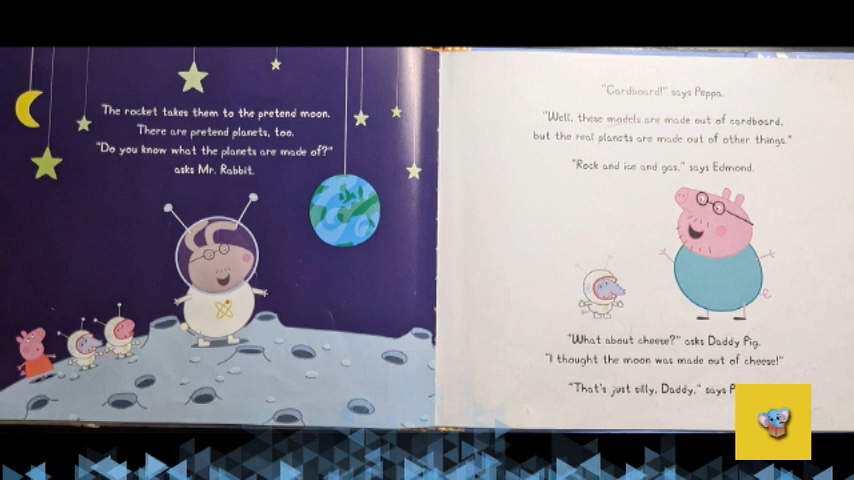 The rocket takes them to the pretend moon.
There are pretend planets, too.
"Do you know what the planets are made of?"
asks Mr. Rabbit.
"Cardboard!" says Peppa.
"Well, these models are made out of cardboard,
but the real planets are made out of other things."
"Rock and ice and gas," says Edmond.
"What about cheese?" asks Daddy Pig.
"I thought the moon was made out of cheese!"
"That's just silly, Daddy," says